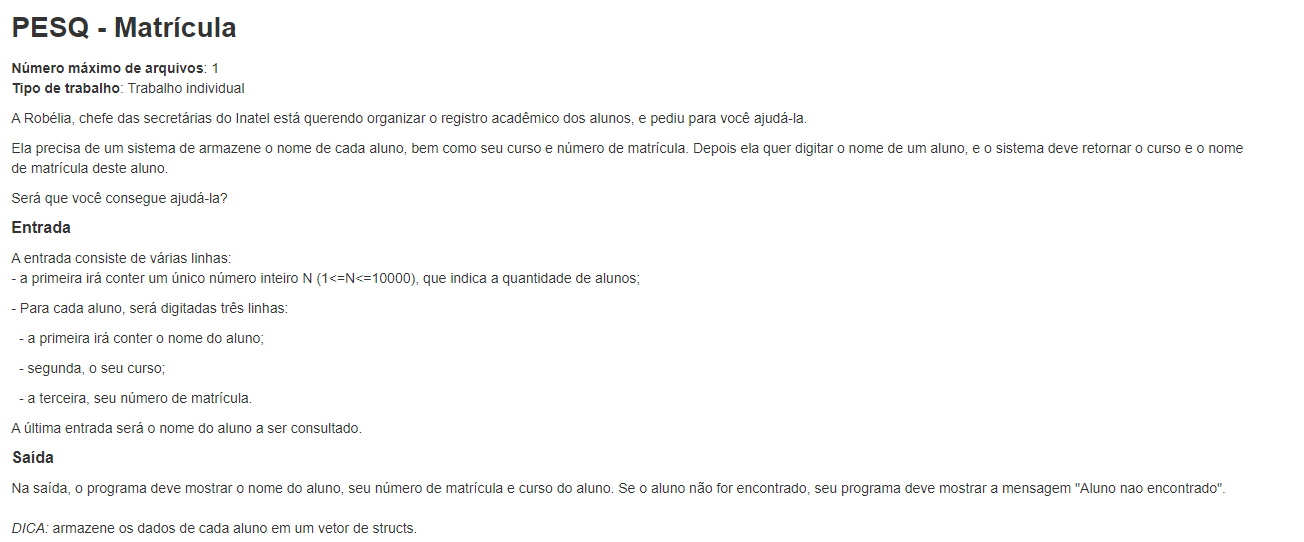 PESQ - Matrícula
Número máximo de arquivos: 1
Tipo de trabalho: Trabalho individual
A Robélia, chefe das secretárias do Inatel está querendo organizar o registro acadêmico dos alunos, e pediu para você ajudá-la.
Ela precisa de um sistema de armazene o nome de cada aluno, bem como seu curso e número de matrícula. Depois ela quer digitar o nome de um aluno, e o sistema deve retornar o curso e o nome
de matrícula deste aluno.
Será que você consegue ajudá-la?
Entrada
A entrada consiste de várias linhas:
- a primeira irá conter um único número inteiro N (1<=N<=10000), que indica a quantidade de alunos;
- Para cada aluno, será digitadas três linhas:
- a primeira irá conter o nome do aluno;
- segunda, o seu curso;
- a terceira, seu número de matrícula.
A última entrada será o nome do aluno a ser consultado.
Saída
Na saída, o programa deve mostrar o nome do aluno, seu número de matrícula e curso do aluno. Se o aluno não for encontrado, seu programa deve mostrar a mensagem "Aluno nao encontrado".
DICA: armazene os dados de cada aluno em um vetor de structs.